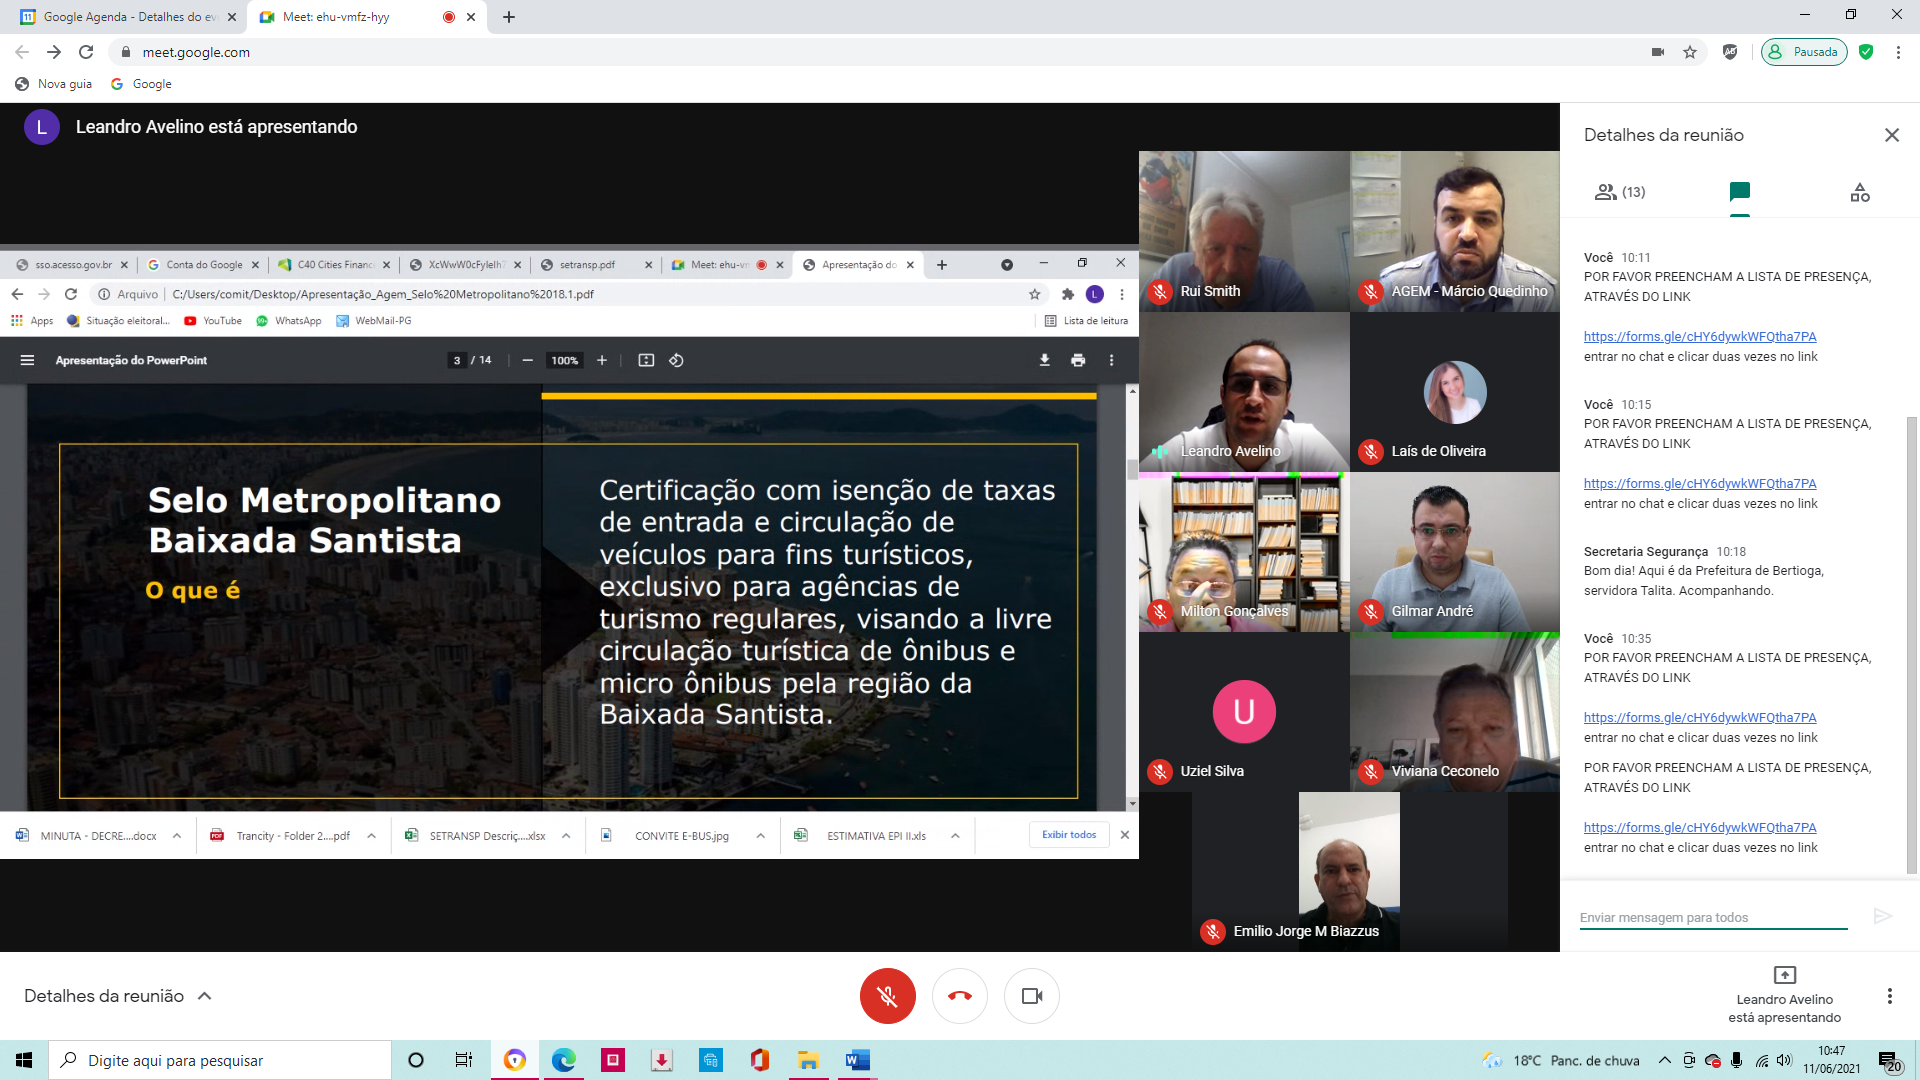 Google Agenda - Detalhes do ev
Meet: ehu-vmfz-hyy
meet.google.com
Pausada
Nova guia
Google
L
Leandro Avelino está apresentando
sso.acesso.gov.br
Conta do Google
C40 Cities Financ
setransp.pdf
Meet: ehu-vm
Apresentação do
Arquivo
C:/Users/comit/Desktop/Apresentação_Agem_Selo%20Metropolitano%2018.1.pdf
L
Apps
Situação eleitoral...
YouTube
WhatsApp
WebMail-PG
Lista de leitura
Apresentação do PowerPoint
3 / 14
100%
Selo Metropolitano
Baixada Santista
O que é
Certificação com isenção de taxas
de entrada e circulação de
veículos para fins turísticos,
exclusivo para agências de
turismo regulares, visando a livre
circulação turística de ônibus e
micro ônibus pela região da
Baixada Santista.
MINUTA - DECRE....docx
Trancity - Folder 2....pdf
SETRANSP Descriç....xlsx
CONVITE E-BUS.jpg
ESTIMATIVA EPI II.xls
Exibir todos
Rui Smith
AGEM - Márcio Quedinho
Leandro Avelino
Laís de Oliveira
Milton Gonçalves
Gilmar André
U
Uziel Silva
Viviana Ceconelo
Emilio Jorge M Biazzus
Detalhes da reunião
(13)
Você 10:11
POR FAVOR PREENCHAM A LISTA DE PRESENÇA,
ATRAVÉS DO LINK
https://forms.gle/cHY6dywkWFQtha7PA
entrar no chat e clicar duas vezes no link
Você 10:15
POR FAVOR PREENCHAM A LISTA DE PRESENÇA,
ATRAVÉS DO LINK
https://forms.gle/cHY6dywkWFQtha7PA
entrar no chat e clicar duas vezes no link
Secretaria Segurança 10:18
Bom dia! Aqui é da Prefeitura de Bertioga,
servidora Talita. Acompanhando.
Você 10:35
POR FAVOR PREENCHAM A LISTA DE PRESENÇA,
ATRAVÉS DO LINK
https://forms.gle/cHY6dywkWFQtha7PA
entrar no chat e clicar duas vezes no link
POR FAVOR PREENCHAM A LISTA DE PRESENÇA,
ATRAVÉS DO LINK
https://forms.gle/cHY6dywkWFQtha7PA
entrar no chat e clicar duas vezes no link
Enviar mensagem para todos
Detalhes da reunião
Leandro Avelino
está apresentando
Digite aqui para pesquisar
18°C Panc. de chuva
10:47
11/06/2021
20